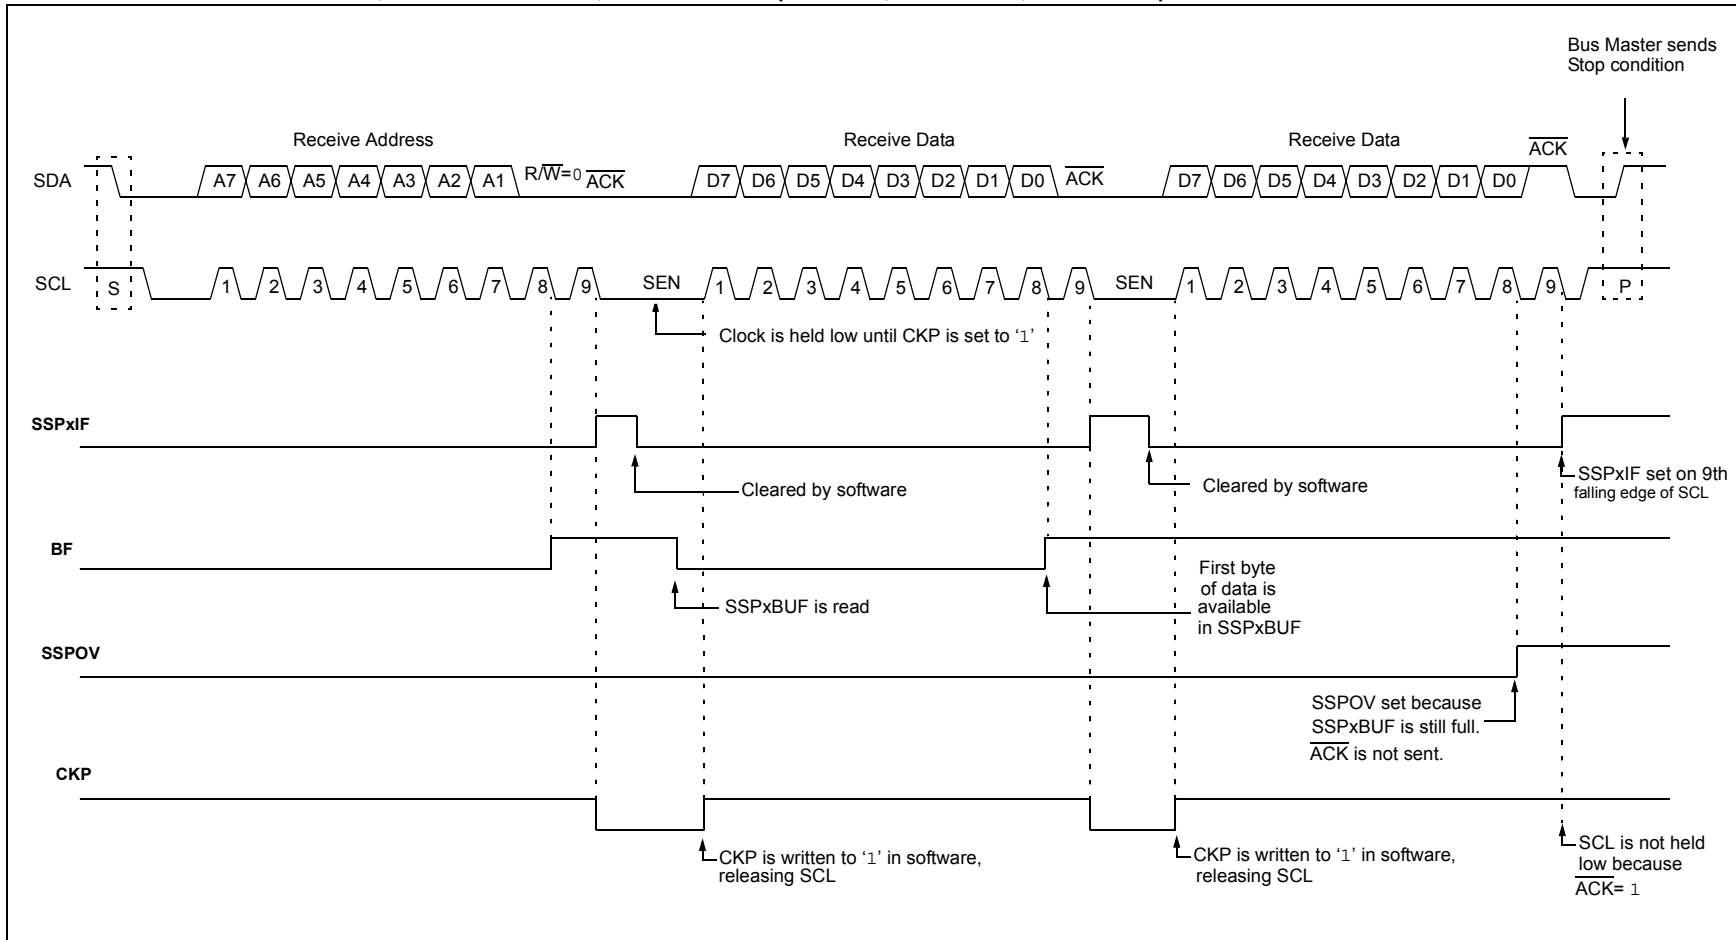 Bus Master sends
Stop condition
Receive Address
Receive Data
Receive Data
ACK
SDA
A7 A6 A5 A4 A3 A2 A1 R/W=0 ACK
D7 D6 D5 D4 D3 D2 D1 D0 ACK
D7 D6 D5 D4 D3 D2 D1 D0
SCL
S
1 2 3 4 5 6 7 8 9 SEN
1 2 3 4 5 6 7 8 9 SEN
1 2 3 4 5 6 7 8 9 P
Clock is held low until CKP is set to ‘1’
SSPxIF
Cleared by software
Cleared by software
SSPxIF set on 9th
falling edge of SCL
BF
SSPxBUF is read
First byte
of data is
available
in SSPxBUF
SSPOV
SSPOV set because
SSPxBUF is still full.
ACK is not sent.
CKP
CKP is written to ‘1’ in software,
releasing SCL
CKP is written to ‘1’ in software,
releasing SCL
SCL is not held
low because
ACK= 1